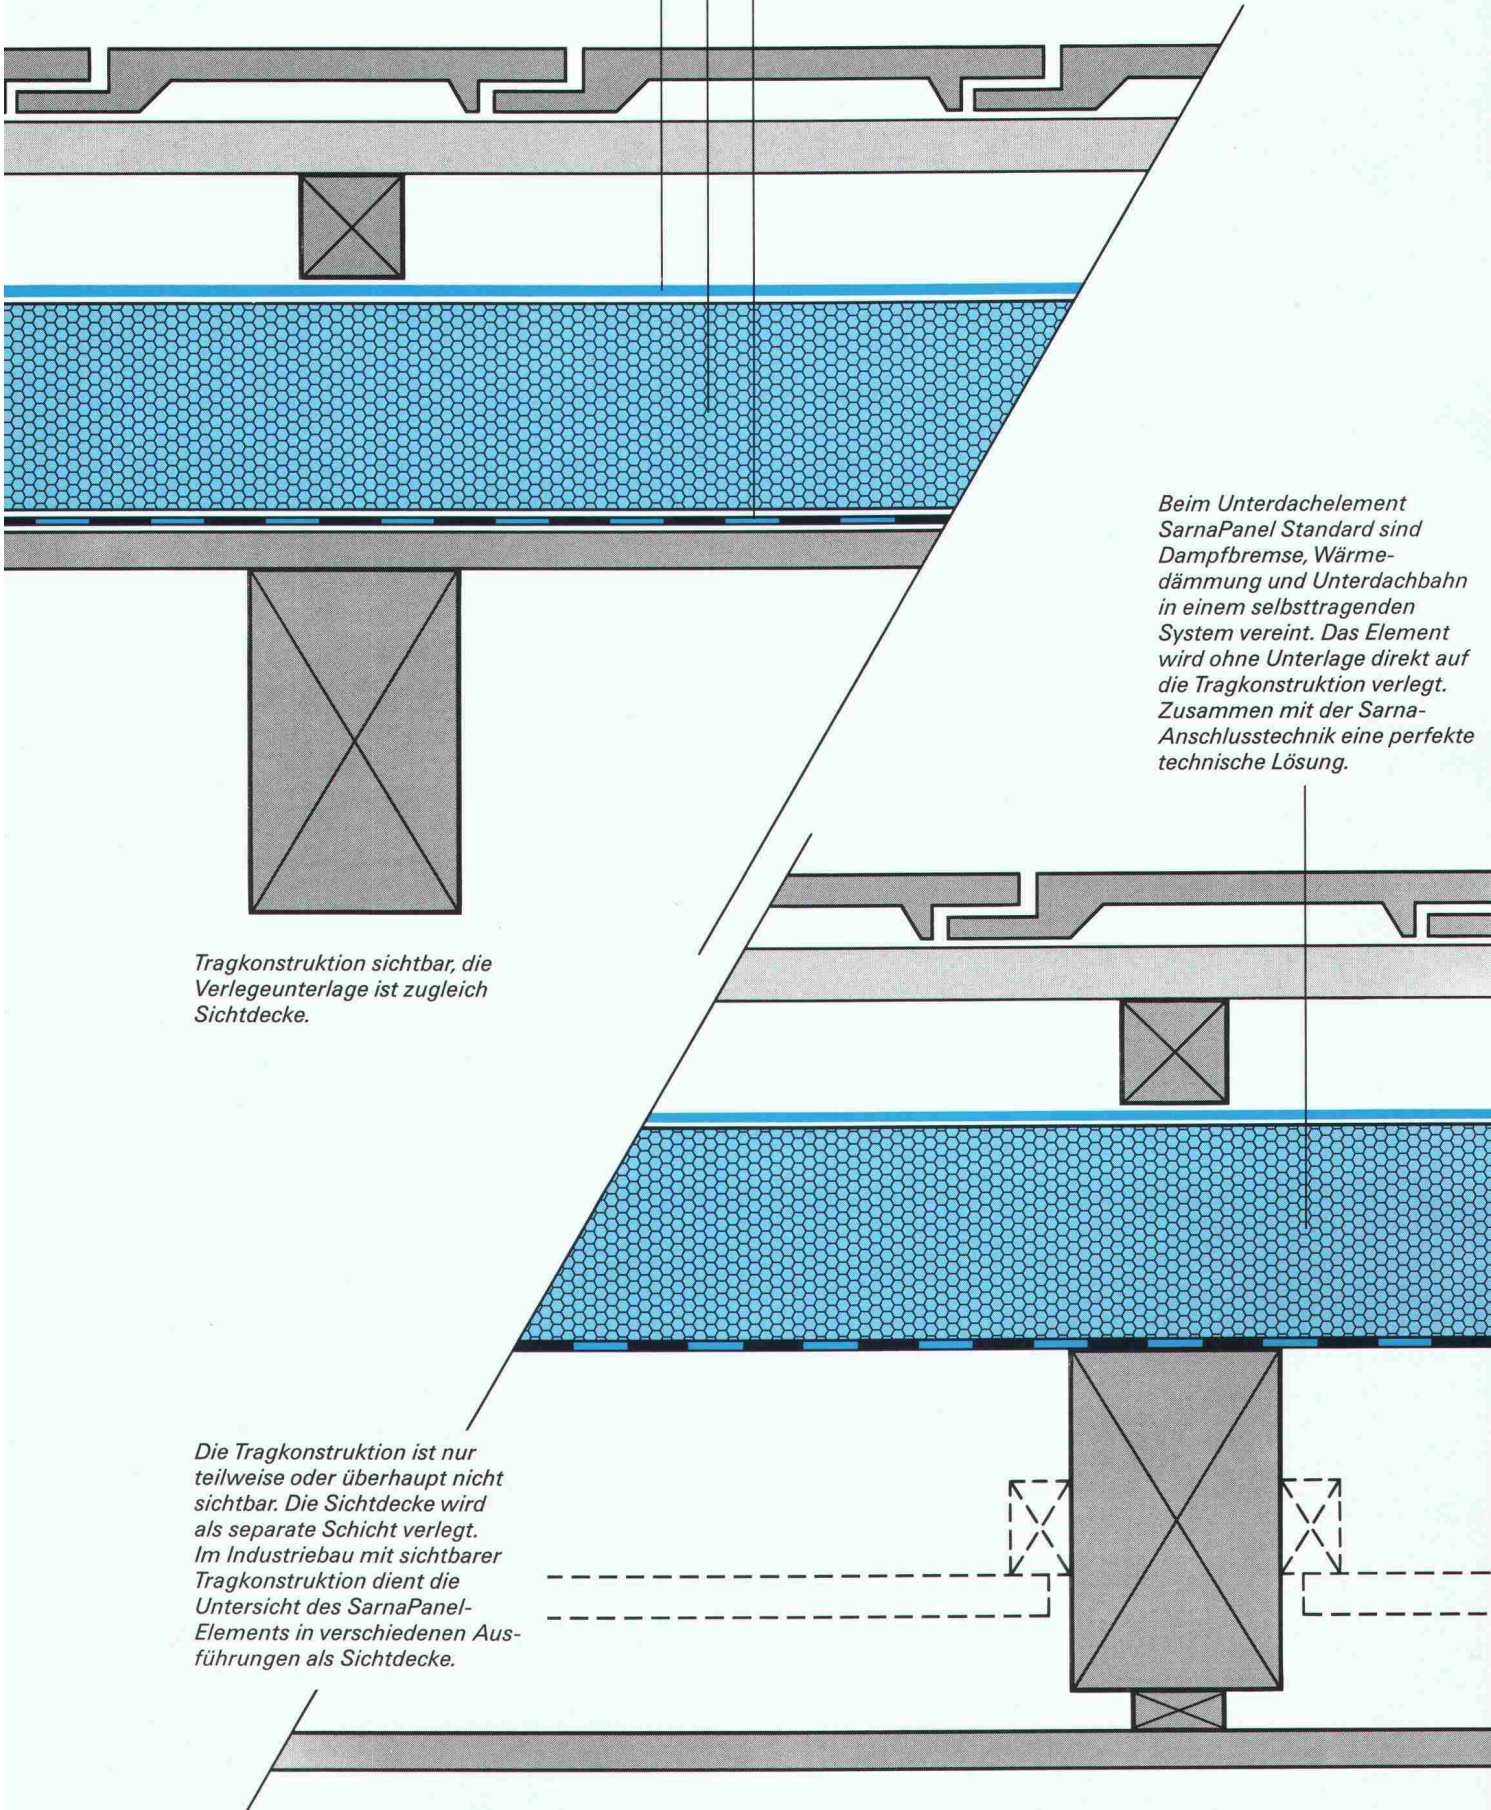 Beim Unterdachelement
SarnaPanel Standard sind
Dampfbremse, Wärme-
dämmung und Unterdachbahn
in einem selbsttragenden
System vereint. Das Element
wird ohne Unterlage direkt auf
die Tragkonstruktion verlegt.
Zusammen mit der Sarna-
Anschlusstechnik eine perfekte
technische Lösung.
Tragkonstruktion sichtbar, die
Verlegeunterlage ist zugleich
Sichtdecke.
Die Tragkonstruktion ist nur
teilweise oder überhaupt nicht
sichtbar. Die Sichtdecke wird
als separate Schicht verlegt.
Im Industriebau mit sichtbarer
Tragkonstruktion dient die
Untersicht des SarnaPanel-
Elements in verschiedenen Aus-
führungen als Sichtdecke.